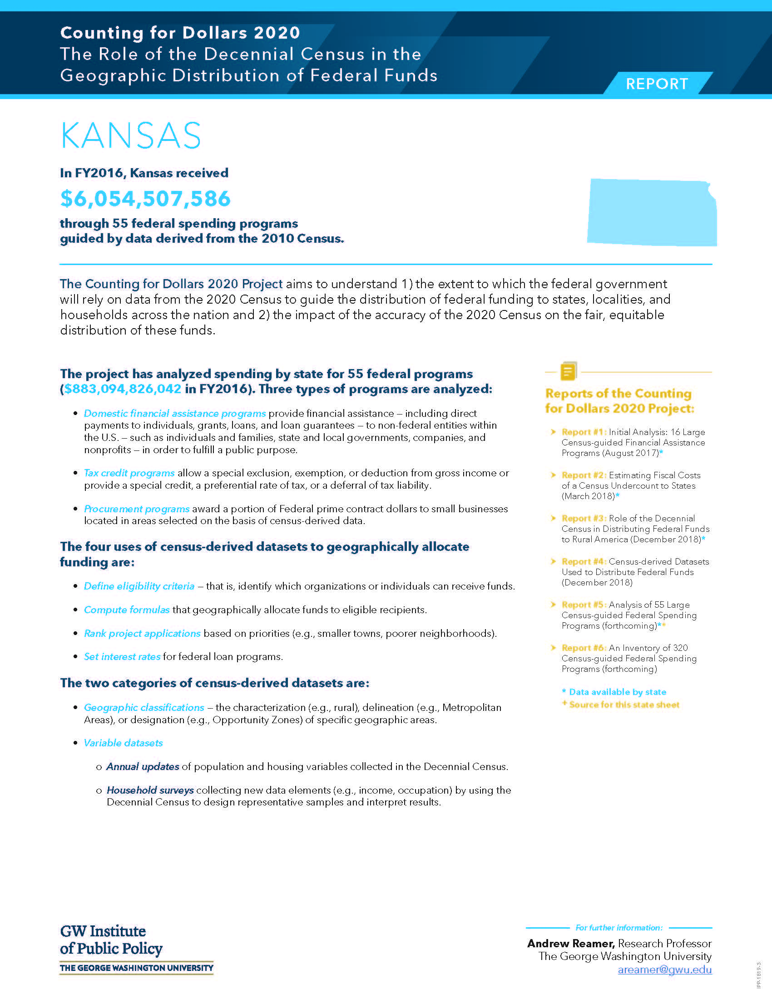 Counting for Dollars 2020
The Role of the Decennial Census in the
Geographic Distribution of Federal Funds
REPORT
KANSAS
In FY2016, Kansas received
$6,054,507,586
through 55 federal spending programs
guided by data derived from the 2010 Census.
The Counting for Dollars 2020 Project aims to understand 1) the extent to which the federal government
will rely on data from the 2020 Census to guide the distribution of federal funding to states, localities, and
households across the nation and 2) the impact of the accuracy of the 2020 Census on the fair, equitable
distribution of these funds.
The project has analyzed spending by state for 55 federal programs
($883,094,826,042 in FY2016). Three types of programs are analyzed:
• Domestic financial assistance programs provide financial assistance – including direct
payments to individuals, grants, loans, and loan guarantees – to non-federal entities within
the U.S. – such as individuals and families, state and local governments, companies, and
nonprofits – in order to fulfill a public purpose.
• Tax credit programs allow a special exclusion, exemption, or deduction from gross income or
provide a special credit, a preferential rate of tax, or a deferral of tax liability.
• Procurement programs award a portion of Federal prime contract dollars to small businesses
located in areas selected on the basis of census-derived data.
The four uses of census-derived datasets to geographically allocate
funding are:
• Define eligibility criteria – that is, identify which organizations or individuals can receive funds.
• Compute formulas that geographically allocate funds to eligible recipients.
• Rank project applications based on priorities (e.g., smaller towns, poorer neighborhoods).
• Set interest rates for federal loan programs.
The two categories of census-derived datasets are:
• Geographic classifications – the characterization (e.g., rural), delineation (e.g., Metropolitan
Areas), or designation (e.g., Opportunity Zones) of specific geographic areas.
• Variable datasets
o Annual updates of population and housing variables collected in the Decennial Census.
o Household surveys collecting new data elements (e.g., income, occupation) by using the
Decennial Census to design representative samples and interpret results.
Reports of the Counting
for Dollars 2020 Project:
➤ Report #1: Initial Analysis: 16 Large
Census-guided Financial Assistance
Programs (August 2017)*
➤ Report #2: Estimating Fiscal Costs
of a Census Undercount to States
(March 2018)*
➤ Report #3: Role of the Decennial
Census in Distributing Federal Funds
to Rural America (December 2018)*
➤ Report #4: Census-derived Datasets
Used to Distribute Federal Funds
(December 2018)
➤ Report #5: Analysis of 55 Large
Census-guided Federal Spending
Programs (forthcoming)*+
➤ Report #6: An Inventory of 320
Census-guided Federal Spending
Programs (forthcoming)
* Data available by state
+ Source for this state sheet
GW Institute
of Public Policy
THE GEORGE WASHINGTON UNIVERSITY
For further information:
Andrew Reamer, Research Professor
The George Washington University
areamer@gwu.edu
IPP-1819-3